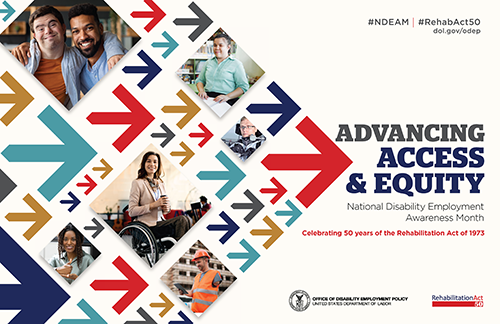 #NDEAM | #RehabAct50
dol.gov/odep
ADVANCING
ACCESS
& EQUITY
National Disability Employment
Awareness Month
Celebrating 50 years of the Rehabilitation Act of 1973
OFFICE OF DISABILITY EMPLOYMENT POLICY
UNITED STATES DEPARTMENT OF LABOR
RehabilitationAct
50